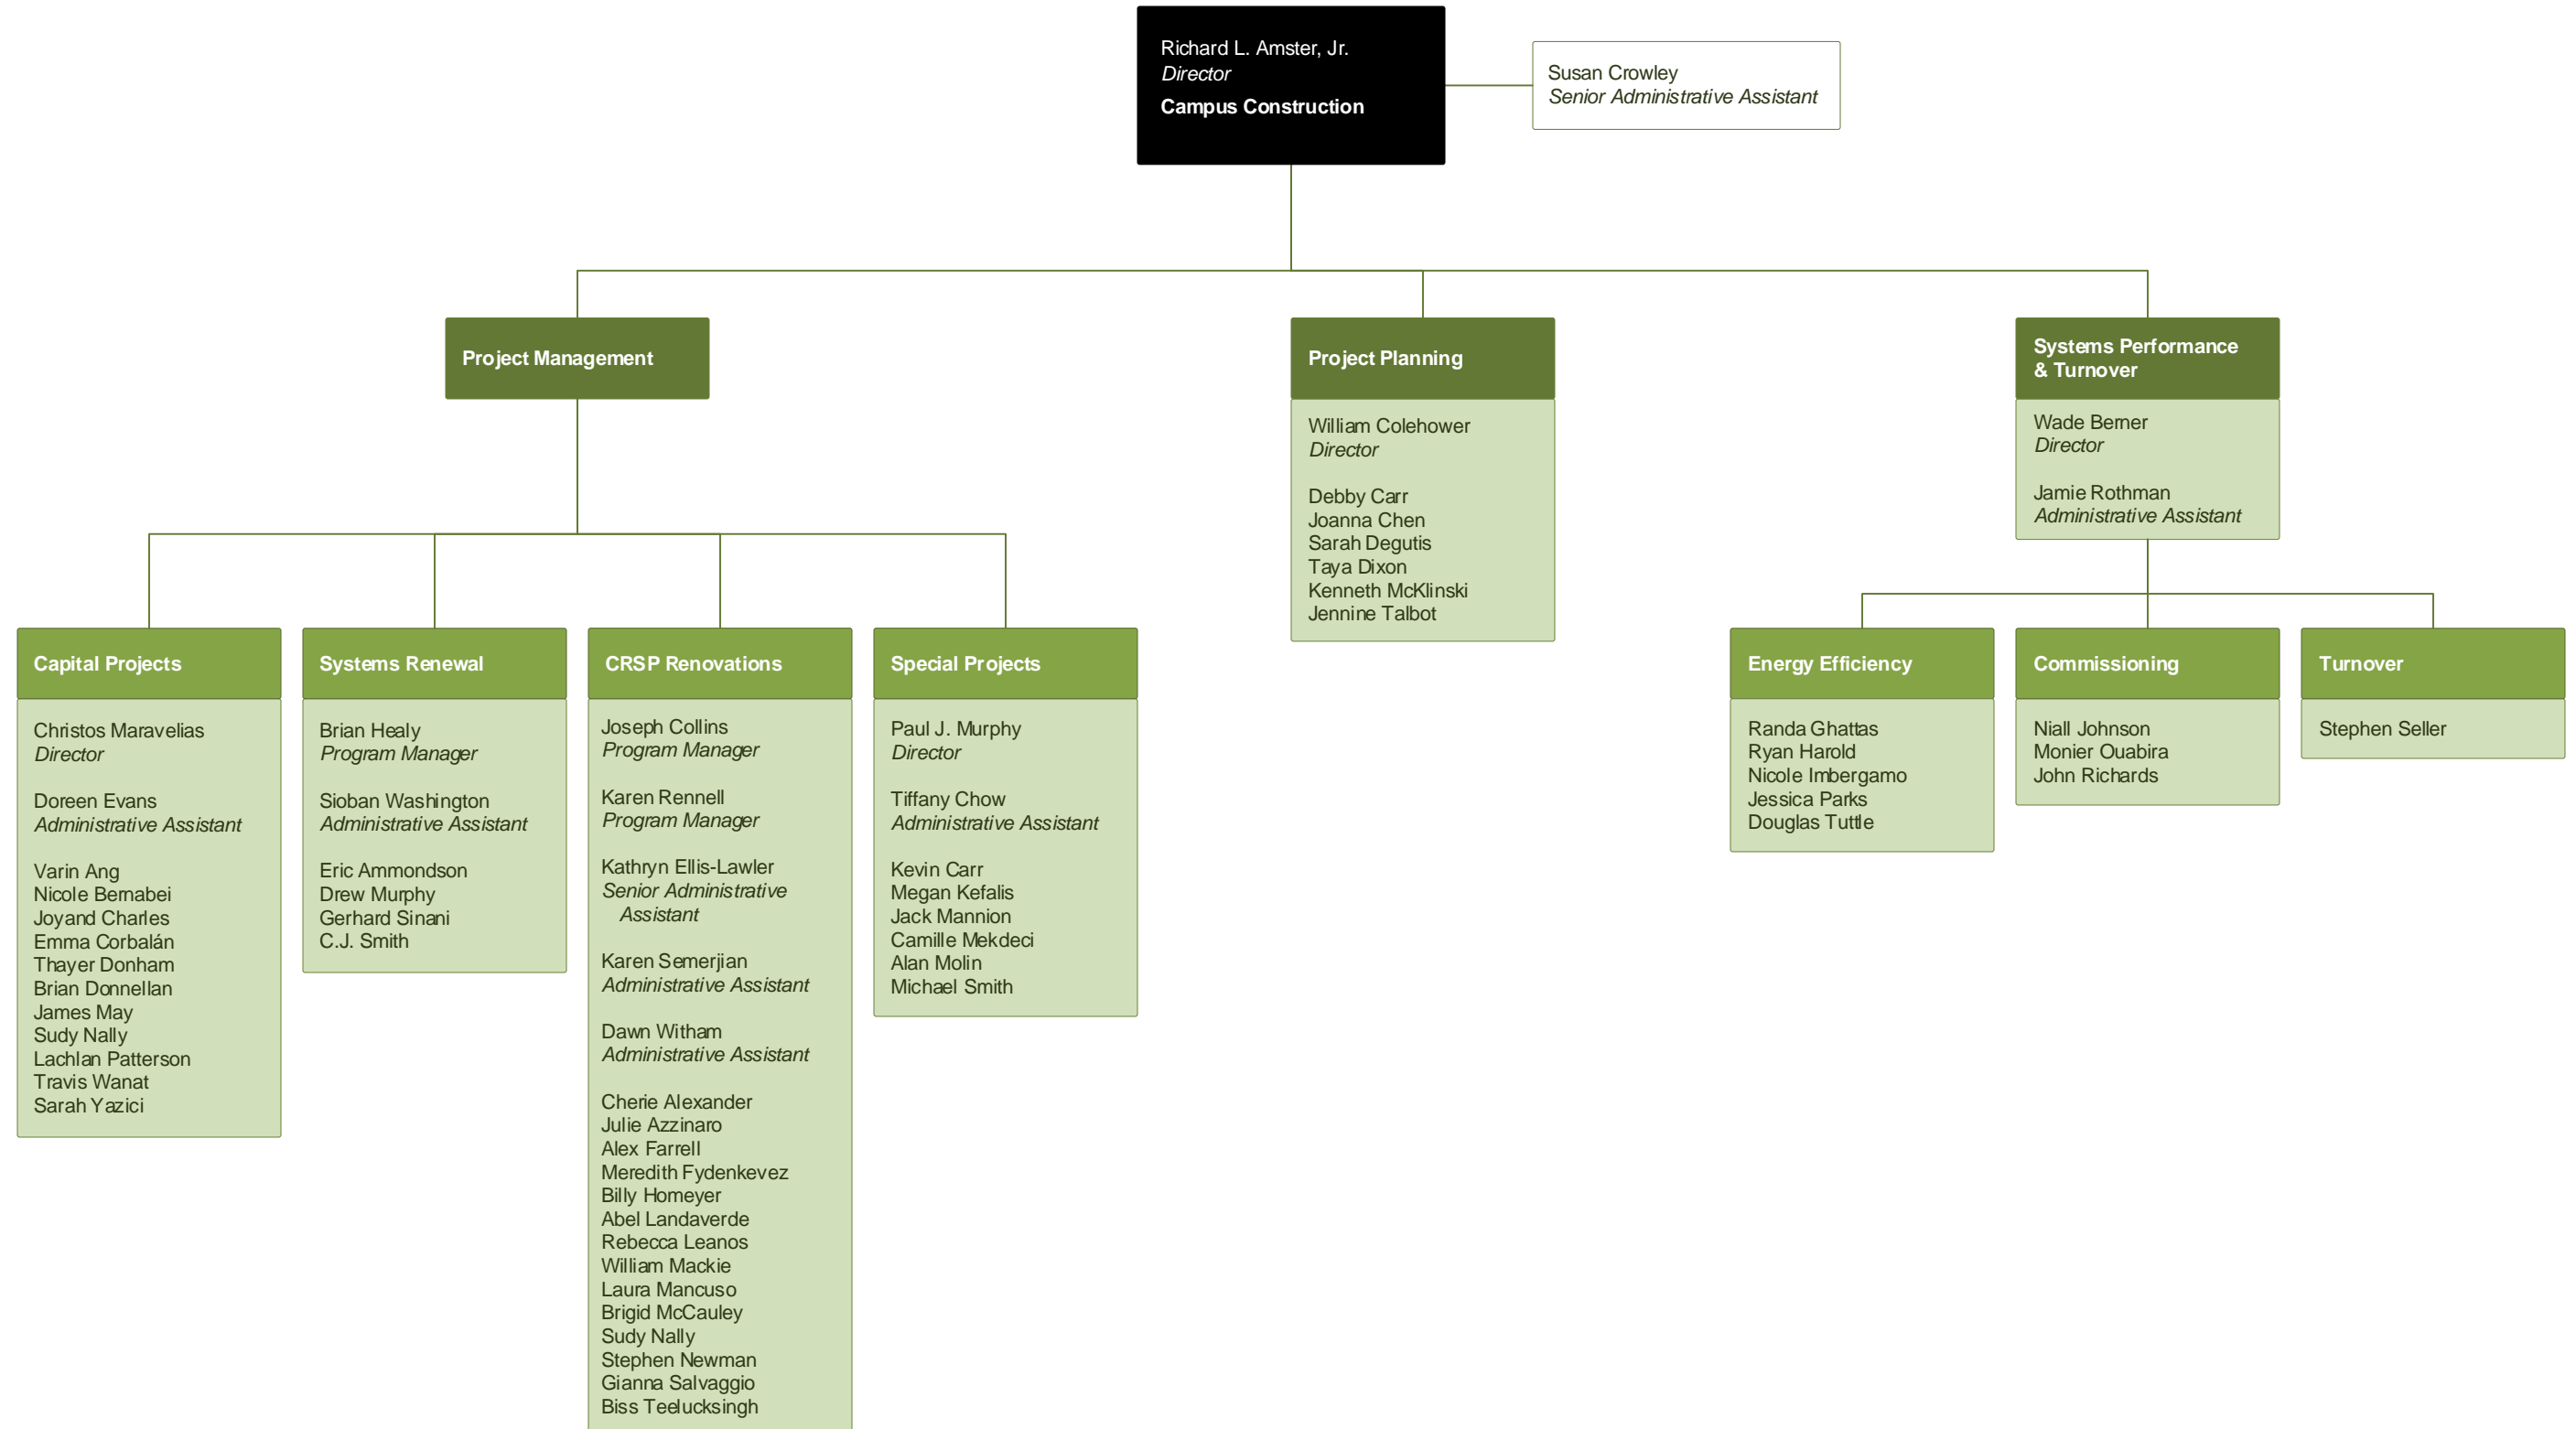 Richard L. Amster, Jr.
Director
Campus Construction
Susan Crowley
Senior Administrative Assistant
Project Management
Project Planning
William Colehower
Director
Debby Carr
Joanna Chen
Sarah Degutis
Taya Dixon
Kenneth McKlinski
Jennine Talbot
Systems Performance
& Turnover
Wade Berner
Director
Jamie Rothman
Administrative Assistant
Capital Projects
Christos Maravelias
Director
Doreen Evans
Administrative Assistant
Varin Ang
Nicole Bernabei
Joyand Charles
Emma Corbalán
Thayer Donham
Brian Donnellan
James May
Sudy Nally
Lachlan Patterson
Travis Wanat
Sarah Yazici
Systems Renewal
Brian Healy
Program Manager
Sioban Washington
Administrative Assistant
Eric Ammondson
Drew Murphy
Gerhard Sinani
C.J. Smith
CRSP Renovations
Joseph Collins
Program Manager
Karen Rennell
Program Manager
Kathryn Ellis-Lawler
Senior Administrative
Assistant
Karen Semerjian
Administrative Assistant
Dawn Witham
Administrative Assistant
Cherie Alexander
Julie Azzinaro
Alex Farrell
Meredith Fydenkevez
Billy Homeyer
Abel Landaverde
Rebecca Leanos
William Mackie
Laura Mancuso
Brigid McCauley
Sudy Nally
Stephen Newman
Gianna Salvaggio
Biss Teelucksingh
Special Projects
Paul J. Murphy
Director
Tiffany Chow
Administrative Assistant
Kevin Carr
Megan Kefalis
Jack Mannion
Camille Mekdeci
Alan Molin
Michael Smith
Energy Efficiency
Randa Ghattas
Ryan Harold
Nicole Imbergamo
Jessica Parks
Douglas Tuttle
Commissioning
Niall Johnson
Monier Ouabira
John Richards
Turnover
Stephen Seller